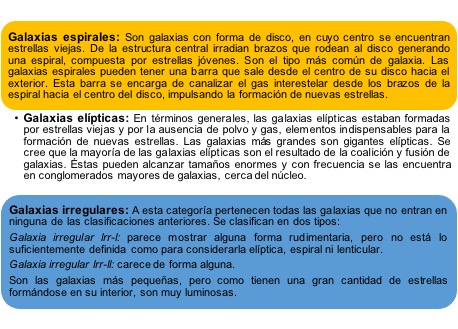 Galaxias espirales: Son galaxias con forma de disco, en cuyo centro se encuentran
estrellas viejas. De la estructura central irradian brazos que rodean al disco generando
una espiral, compuesta por estrellas jóvenes. Son el tipo más común de galaxia. Las
galaxias espirales pueden tener una barra que sale desde el centro de su disco hacia el
exterior. Esta barra se encarga de canalizar el gas interestelar desde los brazos de la
espiral hacia el centro del disco, impulsando la formación de nuevas estrellas.
• Galaxias elípticas: En términos generales, las galaxias elípticas estaban formadas
por estrellas viejas y por la ausencia de polvo y gas, elementos indispensables para la
formación de nuevas estrellas. Las galaxias más grandes son gigantes elípticas. Se
cree que la mayoría de las galaxias elípticas son el resultado de la coalición y fusión de
galaxias. Éstas pueden alcanzar tamaños enormes y con frecuencia se las encuentra
en conglomerados mayores de galaxias, cerca del núcleo.
Galaxias irregulares: A esta categoría pertenecen todas las galaxias que no entran en
ninguna de las clasificaciones anteriores. Se clasifican en dos tipos:
Galaxia irregular Irr-I: parece mostrar alguna forma rudimentaria, pero no está lo
suficientemente definida como para considerarla elíptica, espiral ni lenticular.
Galaxia irregular Irr-II: carece de forma alguna.
Son las galaxias más pequeñas, pero como tienen una gran cantidad de estrellas
formándose en su interior, son muy luminosas.